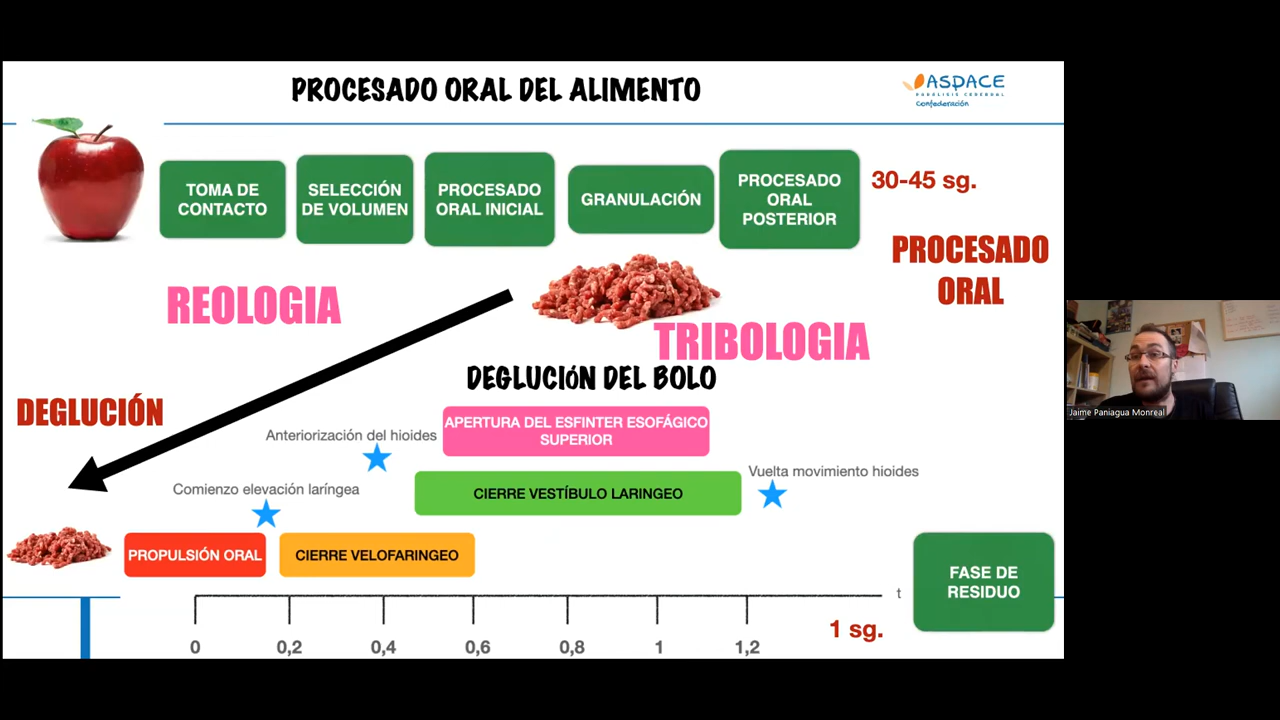 PROCESADO ORAL DEL ALIMENTO
ASPACE
PARÁLISIS CEREBRAL
Confederación
TOMA DE
CONTACTO
SELECCIÓN
DE VOLUMEN
PROCESADO
ORAL INICIAL
GRANULACIÓN
PROCESADO
ORAL
POSTERIOR
30-45 sg.
PROCESADO
ORAL
REOLOGIA
TRIBOLOGIA
DEGLUCIÓN DEL BOLO
DEGLUCIÓN
APERTURA DEL ESFINTER ESOFÁGICO
SUPERIOR
Anteriorización del hioides
Vuelta movimiento hioides
Comienzo elevación laríngea
CIERRE VESTÍBULO LARINGEO
PROPULSIÓN ORAL
CIERRE VELOFARINGEO
FASE DE
RESIDUO
t
1 sg.
0
0,2
0,4
0,6
0,8
1
1,2
Jaime Paniagua Monreal